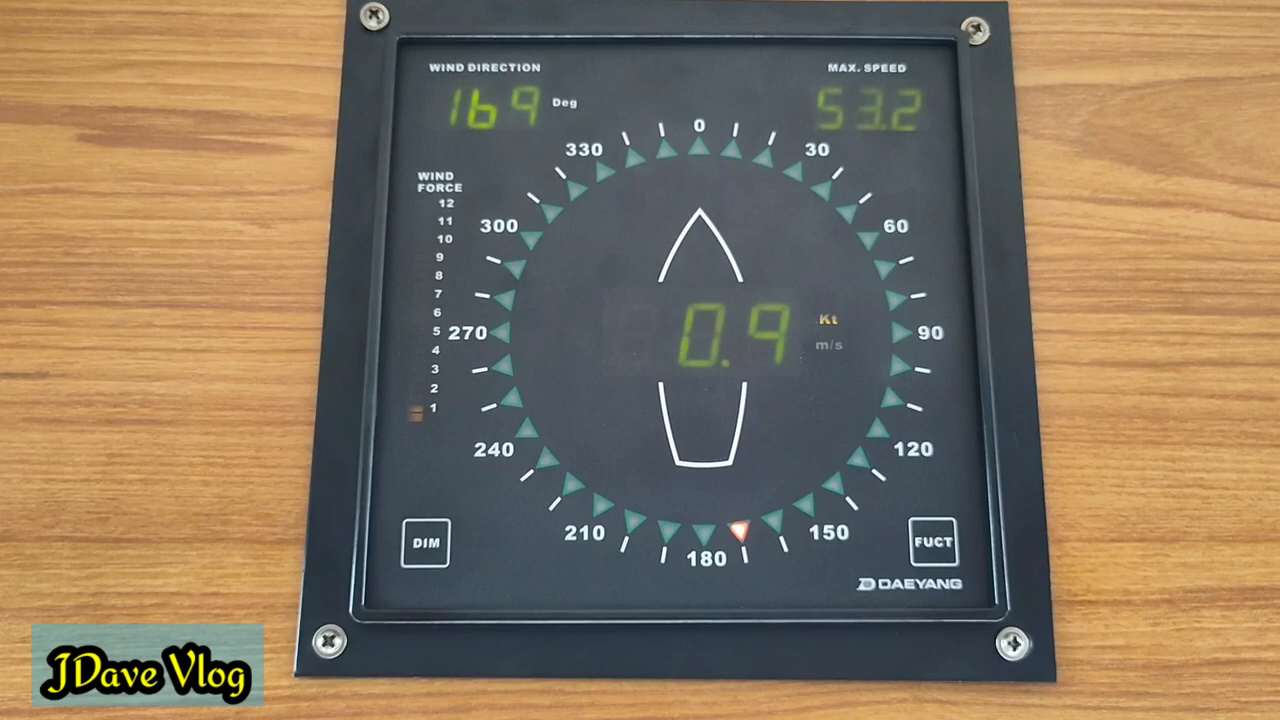 WIND DIRECTION
169 Deg
MAX. SPEED
53.2
WIND
FORCE
12
11
10
9
8
7
6
5
4
3
2
1
0
30
60
90
120
150
180
210
240
270
300
330
0.9
Kt
m/s
DIM
FUCT
DAEYANG
JDave Vlog